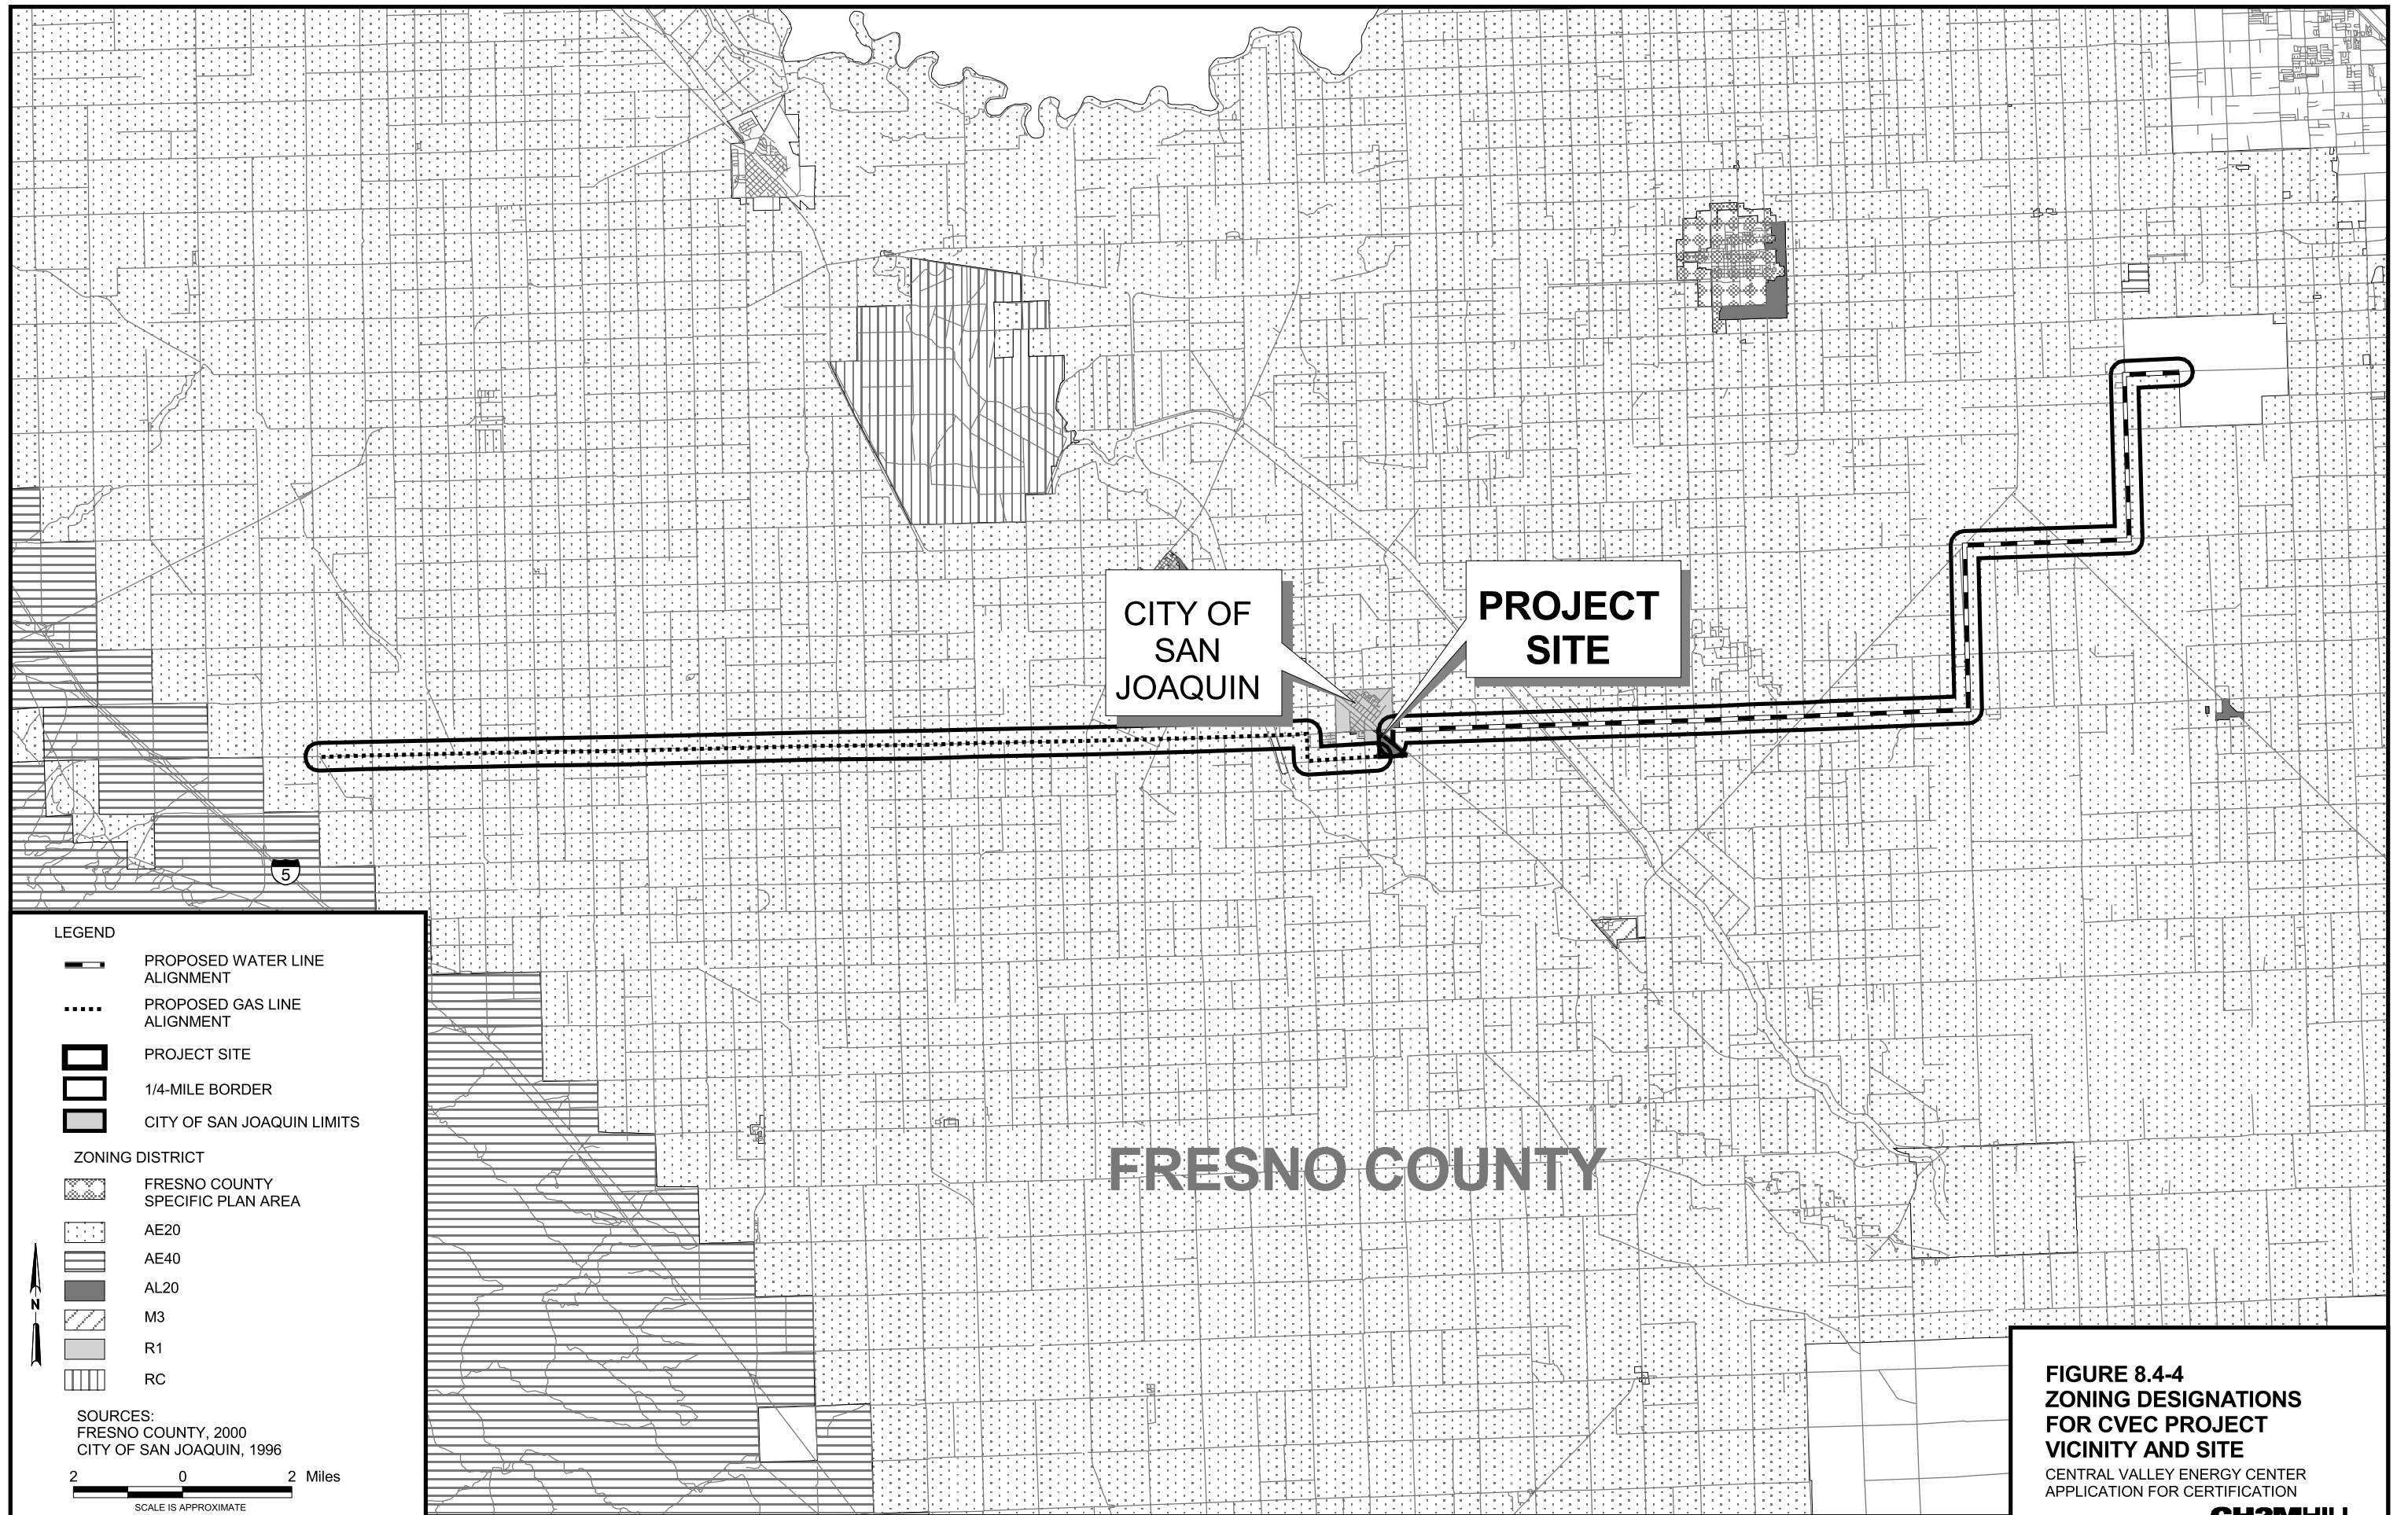 CITY OF
SAN
JOAQUIN
PROJECT
SITE
5
FRESNO COUNTY
LEGEND
PROPOSED WATER LINE
ALIGNMENT
PROPOSED GAS LINE
ALIGNMENT
PROJECT SITE
1/4-MILE BORDER
CITY OF SAN JOAQUIN LIMITS
ZONING DISTRICT
FRESNO COUNTY
SPECIFIC PLAN AREA
AE20
AE40
AL20
M3
R1
RC
N
SOURCES:
FRESNO COUNTY, 2000
CITY OF SAN JOAQUIN, 1996
2 0 2 Miles
SCALE IS APPROXIMATE
FIGURE 8.4-4
ZONING DESIGNATIONS
FOR CVEC PROJECT
VICINITY AND SITE
CENTRAL VALLEY ENERGY CENTER
APPLICATION FOR CERTIFICATION
CH2MHILL